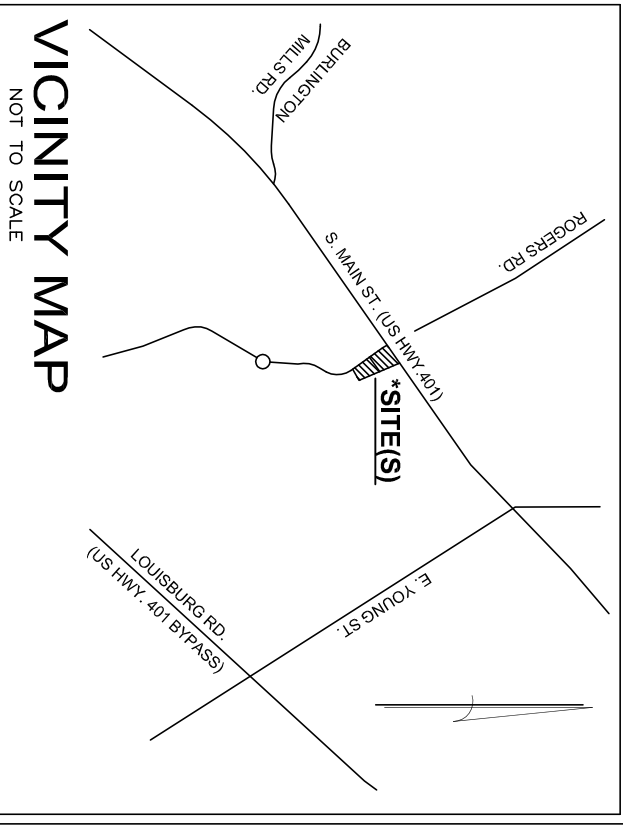 BURLINGTON
MILLS RD.
ROGERS RD.
S. MAIN ST. (US HWY.401)
*SITE(S)
E. YOUNG ST.
LOUISBURG RD.
(US HWY. 401 BYPASS)
VICINITY MAP
NOT TO SCALE